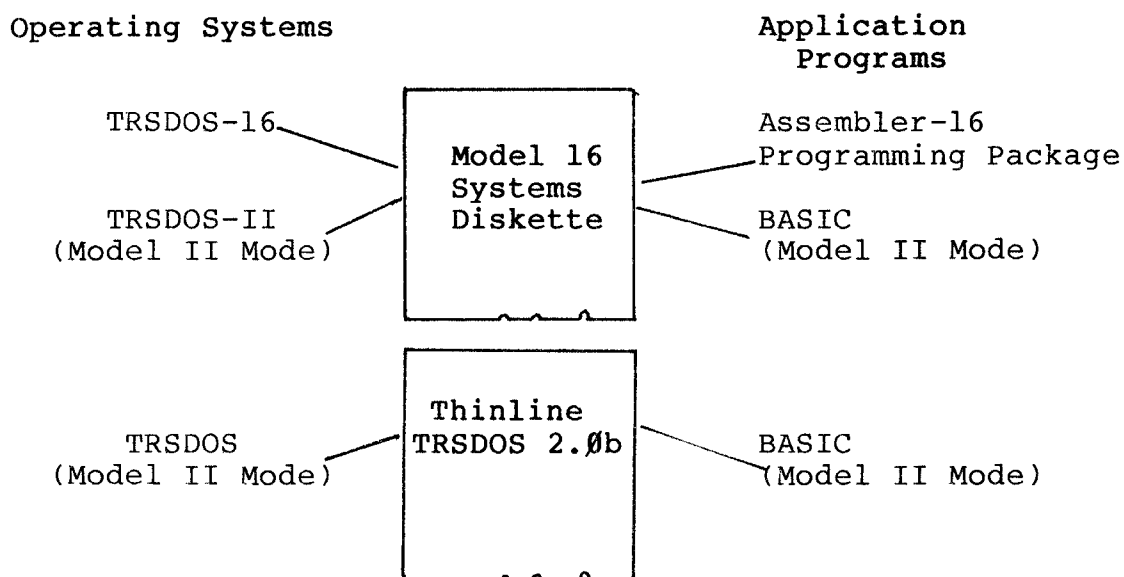 Operating Systems
Application
Programs
TRSDOS-16
TRSDOS-II
(Model II Mode)
Model 16
Systems
Diskette
Assembler-16
Programming Package
BASIC
(Model II Mode)
TRSDOS
(Model II Mode)
Thinline
TRSDOS 2.0b
BASIC
(Model II Mode)